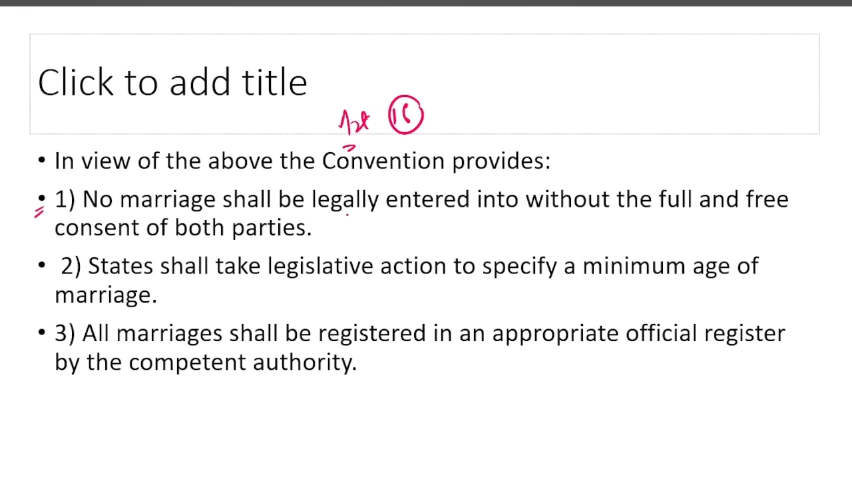 Click to add title
• In view of the above the Convention provides:
• 1) No marriage shall be legally entered into without the full and free
consent of both parties.
• 2) States shall take legislative action to specify a minimum age of
marriage.
• 3) All marriages shall be registered in an appropriate official register
by the competent authority.